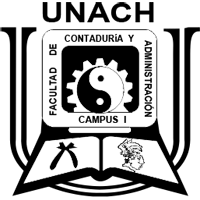 UNACH
FACULTAD DE
CONTADURíA Y
ADMINISTRACIÓN
CAMPUS I